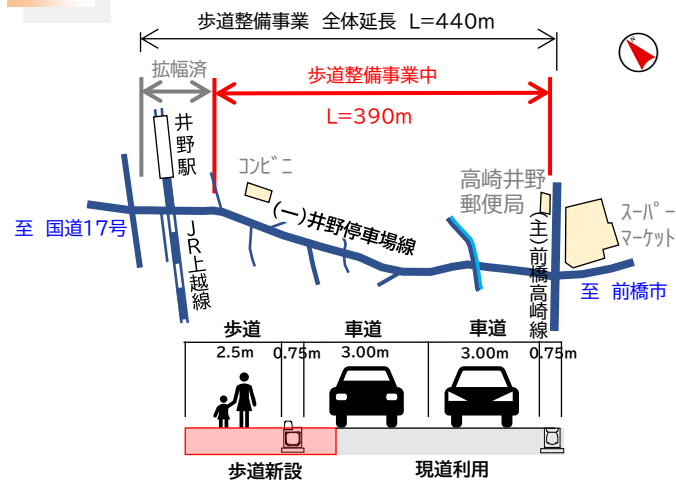 歩道整備事業 全体延長 L=440m
拡幅済
歩道整備事業中
L=390m
井野駅
コンビニ
高崎井野
郵便局
スーパー
マーケット
(一)井野停車場線
至 国道17号
JR上越線
(主)前橋高崎線
至 前橋市
歩道 車道 車道
2.5m 0.75m 3.00m 3.00m 0.75m
歩道新設 現道利用